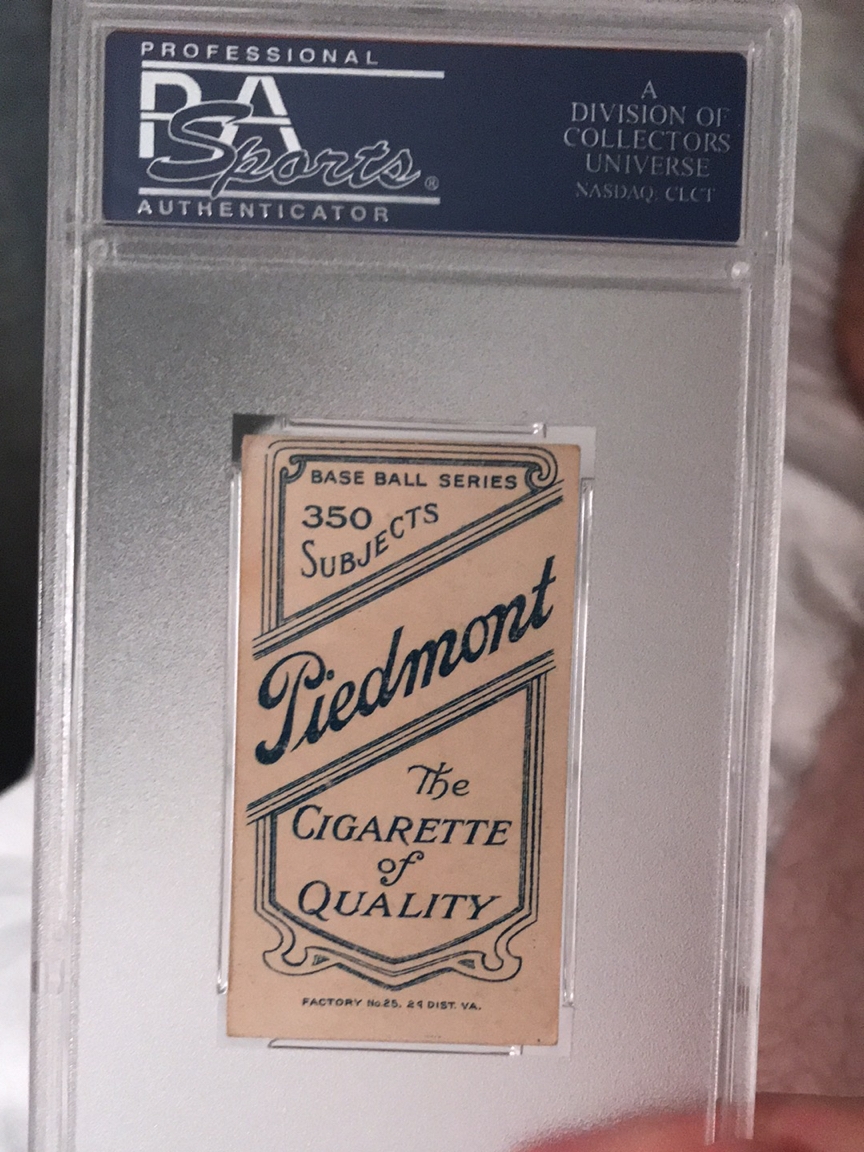 PROFESSIONAL
PSA
Sports®
AUTHENTICATOR
A
DIVISION OF
COLLECTORS
UNIVERSE
NASDAQ: CLCT
BASE BALL SERIES
350
SUBJECTS
Piedmont
The
CIGARETTE
of
QUALITY
FACTORY No 25, 2d DIST. VA.